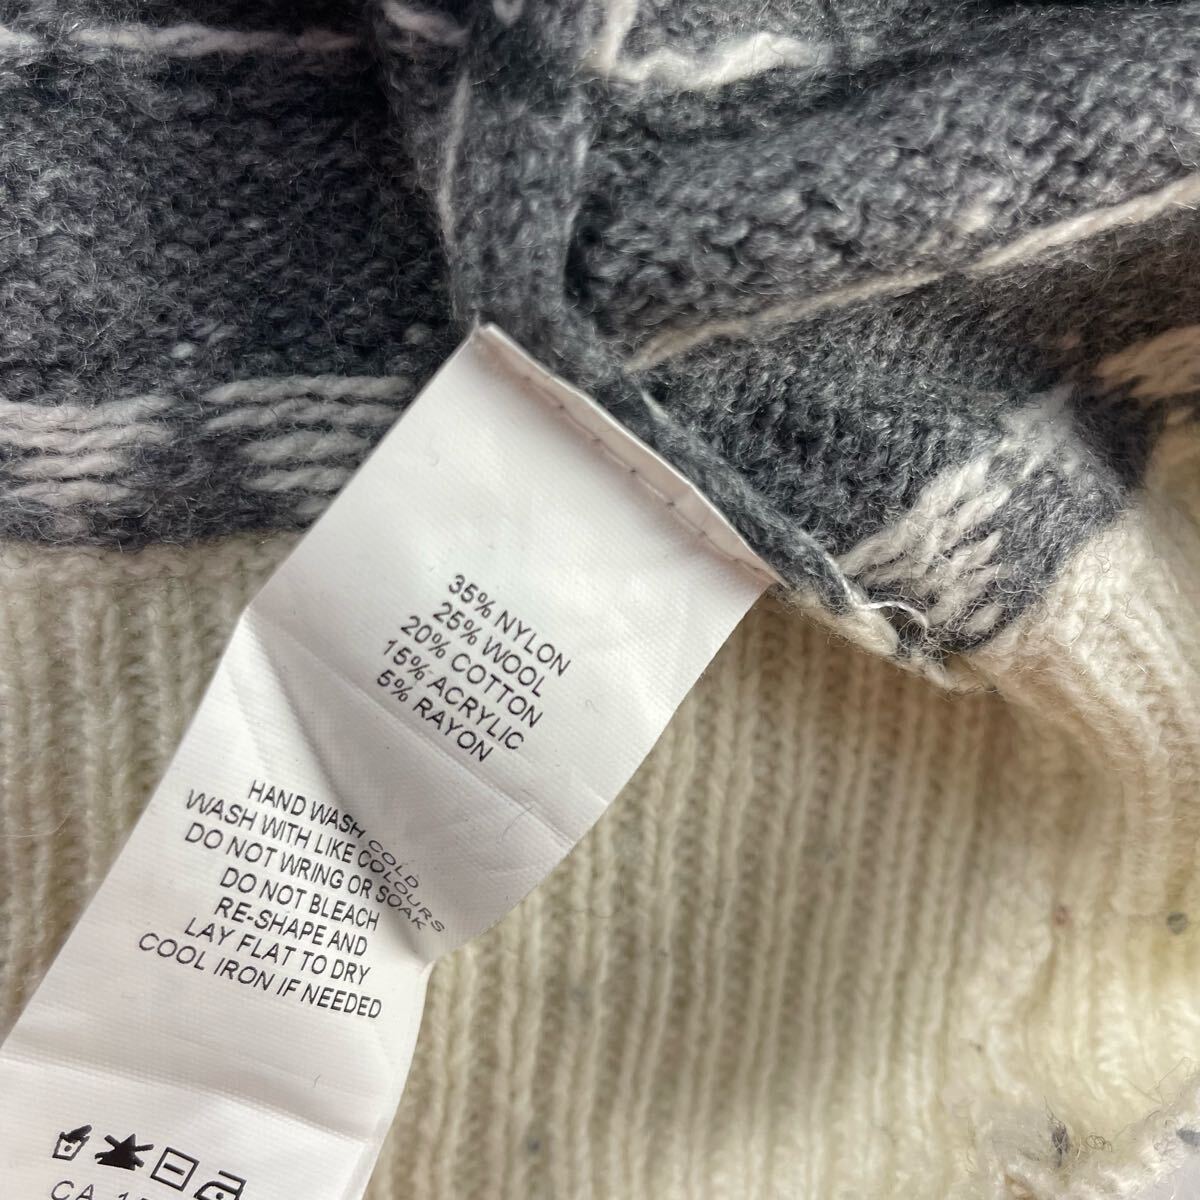 35% NYLON
25% WOOL
20% COTTON
15% ACRYLIC
5% RAYON
HAND WASH COLD
WASH WITH LIKE COLOURS
DO NOT WRING OR SOAK
DO NOT BLEACH
RE-SHAPE AND
LAY FLAT TO DRY
COOL IRON IF NEEDED
CA